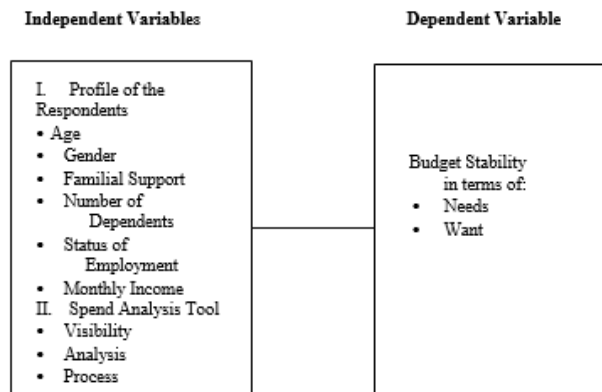 Independent Variables
Dependent Variable
I. Profile of the
Respondents
• Age
• Gender
• Familial Support
• Number of
Dependents
• Status of
Employment
• Monthly Income
II. Spend Analysis Tool
• Visibility
• Analysis
• Process
Budget Stability
in terms of:
• Needs
• Want